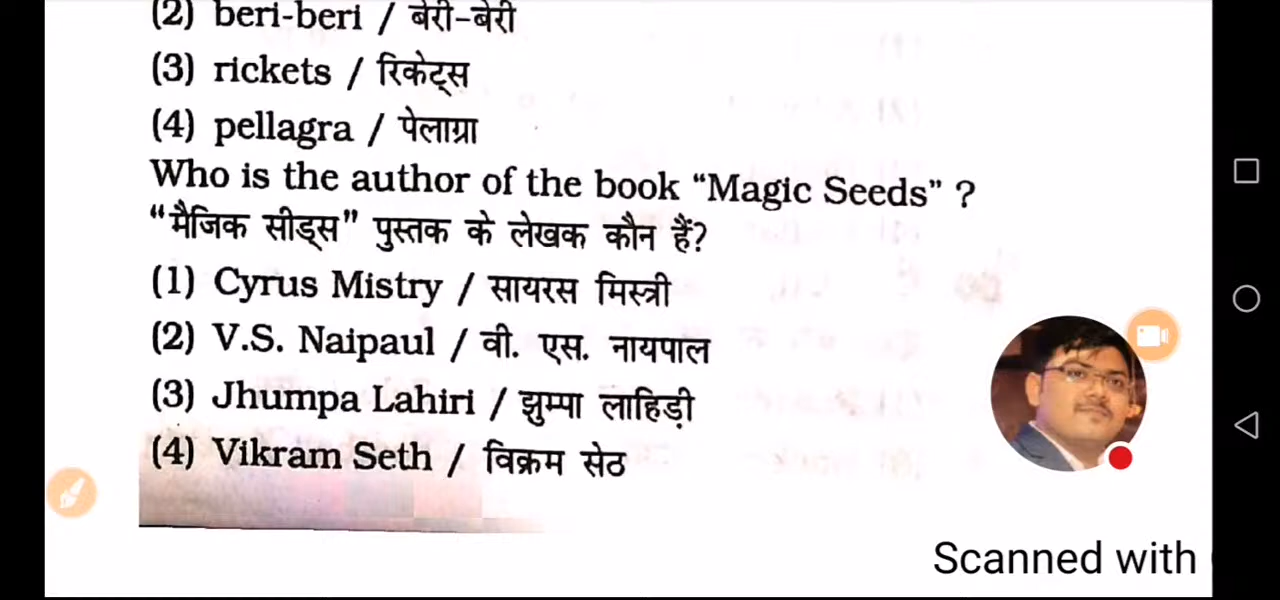 (2) beri-beri / बेरी-बेरी
(3) rickets / रिकेट्स
(4) pellagra / पेलाग्रा
Who is the author of the book “Magic Seeds” ?
“मैजिक सीड्स” पुस्तक के लेखक कौन हैं?
(1) Cyrus Mistry / सायरस मिस्त्री
(2) V.S. Naipaul / वी. एस. नायपाल
(3) Jhumpa Lahiri / झुम्पा लाहिड़ी
(4) Vikram Seth / विक्रम सेठ
Scanned with